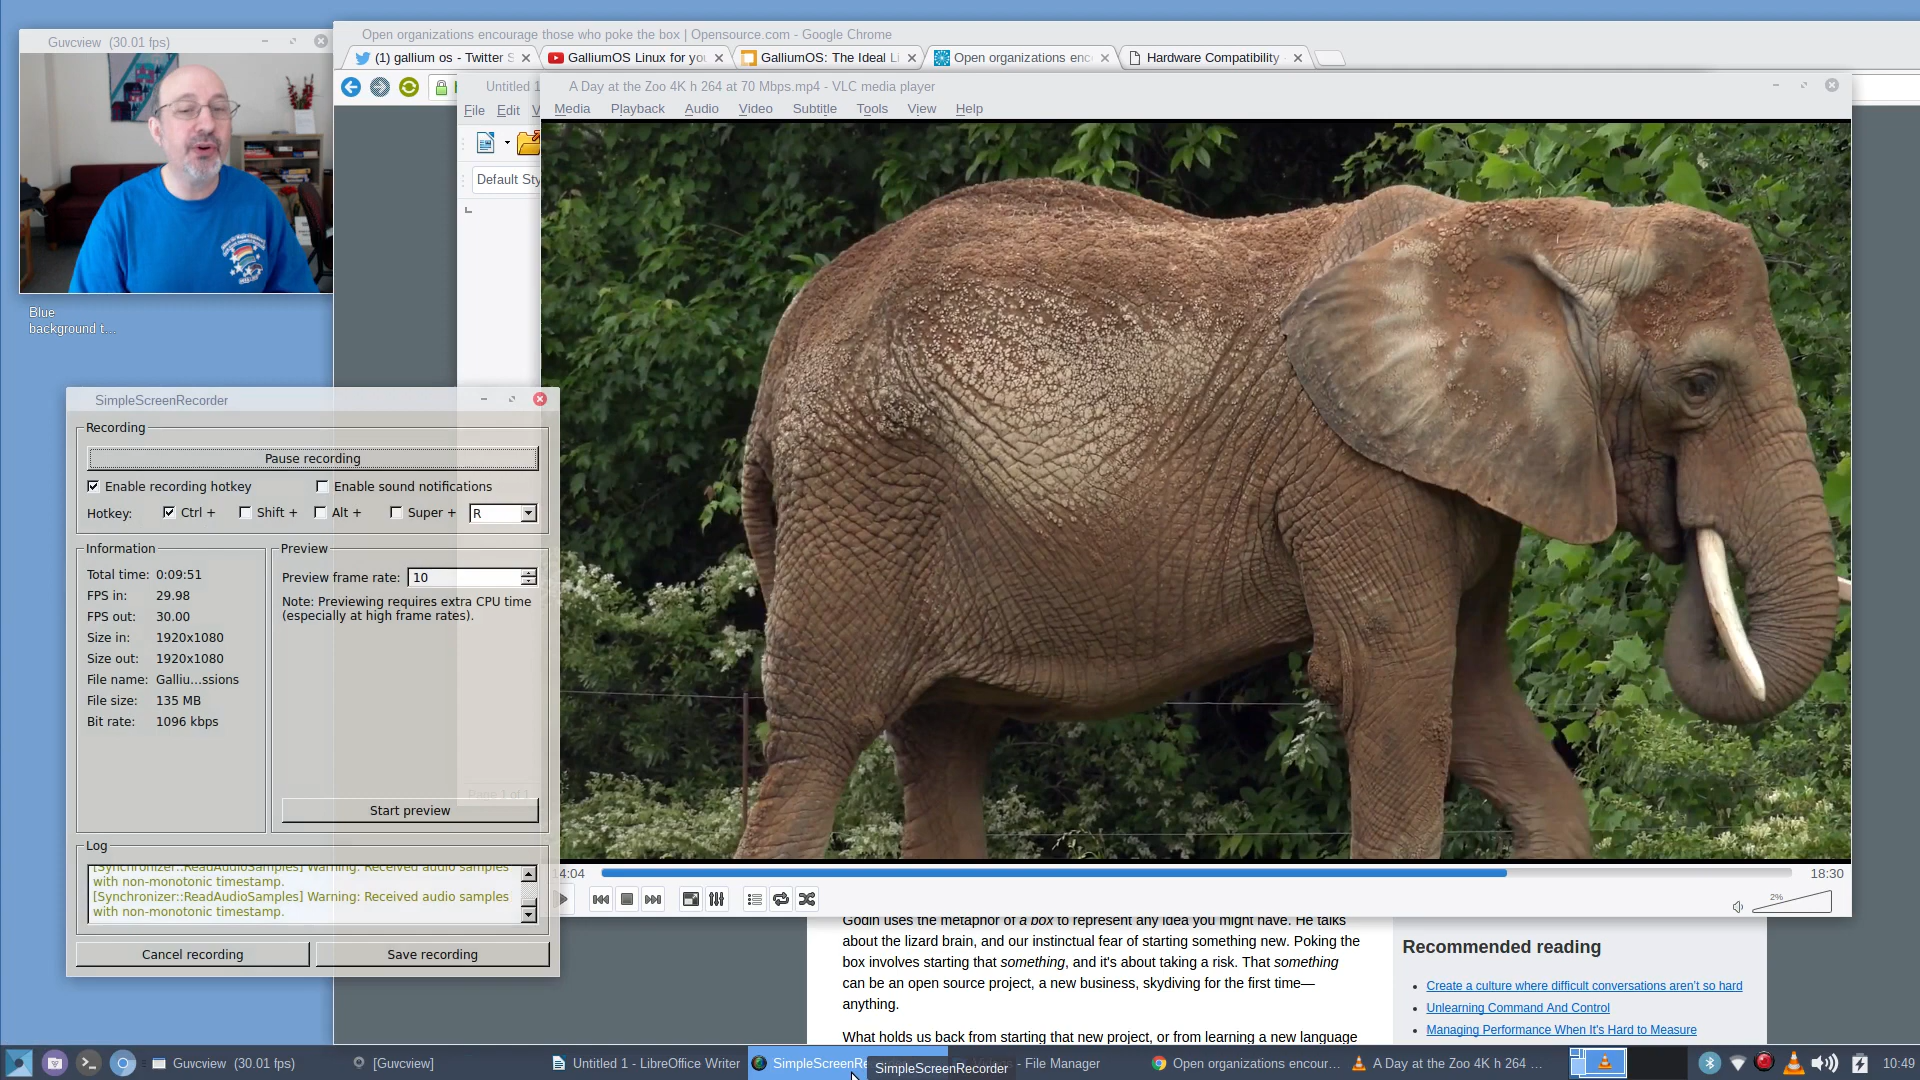 Guvcview (30.01 fps)
Open organizations encourage those who poke the box | Opensource.com - Google Chrome
(1) gallium os - Twitter S
GalliumOS Linux for you
GalliumOS: The Ideal Li
Open organizations enc
Hardware Compatibility
Untitled 1
A Day at the Zoo 4K h 264 at 70 Mbps.mp4 - VLC media player
File Edit V
Media Playback Audio Video Subtitle Tools View Help
Default Sty
Blue
background t...
SimpleScreenRecorder
Recording
Pause recording
Enable recording hotkey
Enable sound notifications
Hotkey: Ctrl + Shift + Alt + Super + R
Information
Total time: 0:09:51
FPS in: 29.98
FPS out: 30.00
Size in: 1920x1080
Size out: 1920x1080
File name: Galliu...ssions
File size: 135 MB
Bit rate: 1096 kbps
Preview
Preview frame rate: 10
Note: Previewing requires extra CPU time
(especially at high frame rates).
Page 1 of 1
Start preview
Log
[Synchronizer::ReadAudioSamples] Warning: Received audio samples
with non-monotonic timestamp.
[Synchronizer::ReadAudioSamples] Warning: Received audio samples
with non-monotonic timestamp.
Cancel recording
Save recording
4:04
18:30
2%
Godin uses the metaphor of a box to represent any idea you might have. He talks
about the lizard brain, and our instinctual fear of starting something new. Poking the
box involves starting that something, and it's about taking a risk. That something
can be an open source project, a new business, skydiving for the first time—
anything.
What holds us back from starting that new project, or from learning a new language
Recommended reading
Create a culture where difficult conversations aren't so hard
Unlearning Command And Control
Managing Performance When It's Hard to Measure
Guvcview (30.01 fps)
[Guvcview]
Untitled 1 - LibreOffice Writer
SimpleScreenRe
SimpleScreenRecorder
- File Manager
Open organizations encour...
A Day at the Zoo 4K h 264 ...
10:49